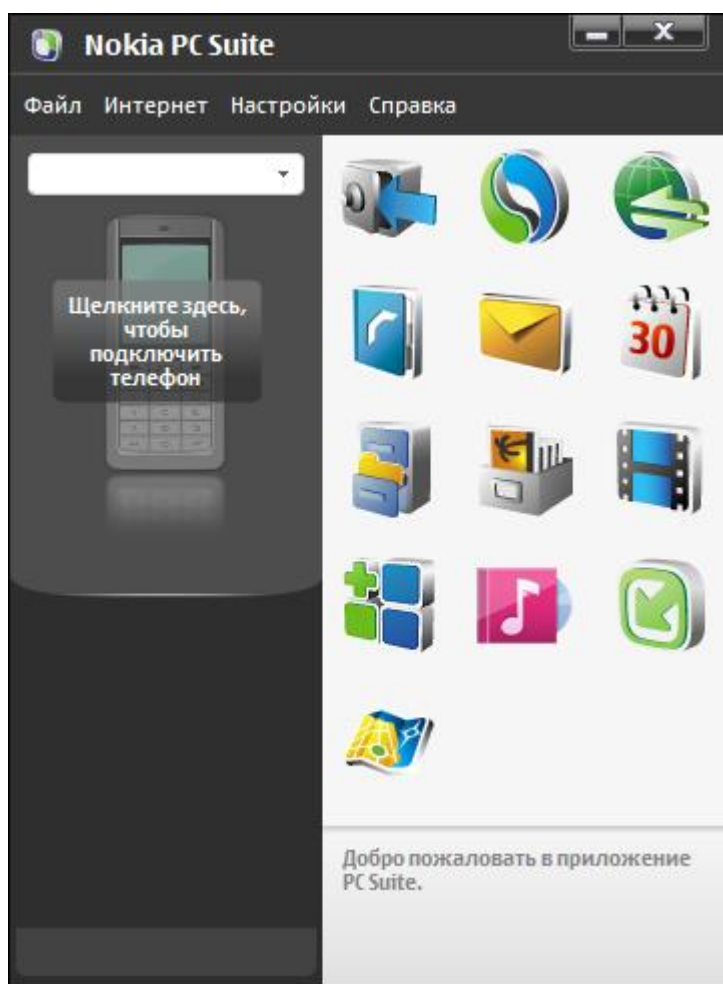 Nokia PC Suite
Файл Интернет Настройки Справка
Щелкните здесь,
чтобы
подключить
телефон
30
Добро пожаловать в приложение
PC Suite.